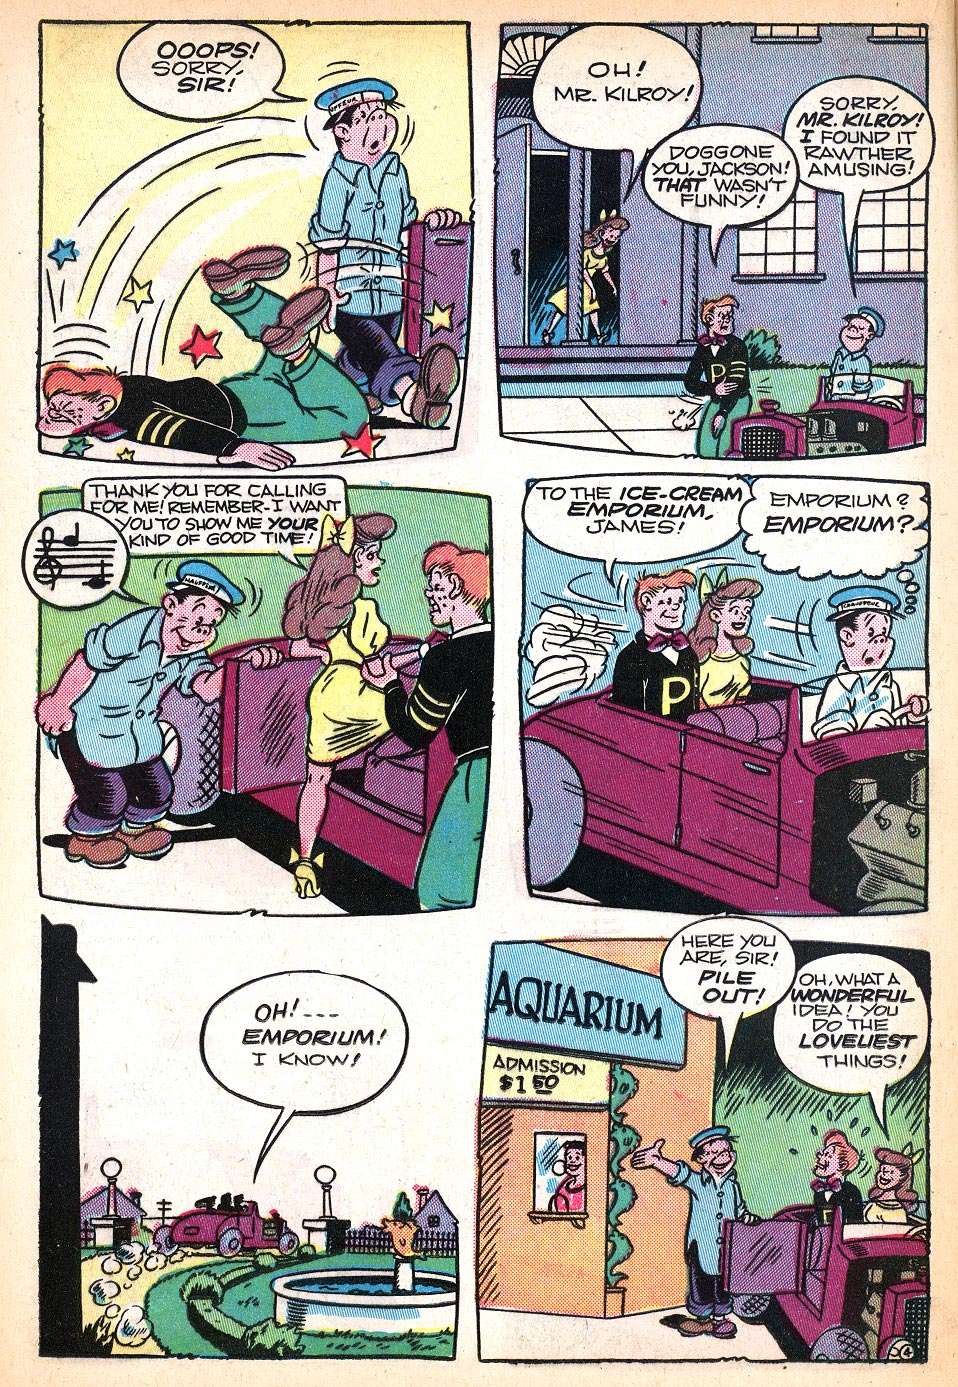 OOOPS!
SORRY,
SIR!
UFFEUR
OH!
MR. KILROY!
DOGGONE
YOU, JACKSON!
THAT WASN'T
FUNNY!
SORRY,
MR. KILROY!
I FOUND IT
RAWTHER
AMUSING!
P
THANK YOU FOR CALLING
FOR ME! REMEMBER-I WANT
YOU TO SHOW ME YOUR
KIND OF GOOD TIME!
HAUFFEUR
TO THE ICE-CREAM
EMPORIUM,
JAMES!
EMPORIUM?
EMPORIUM?
P
OH!---
EMPORIUM!
I KNOW!
HERE YOU
ARE, SIR!
PILE
OUT!
OH, WHAT A
WONDERFUL
IDEA! YOU
DO THE
LOVELIEST
THINGS!
AQUARIUM
ADMISSION
$1.50
4